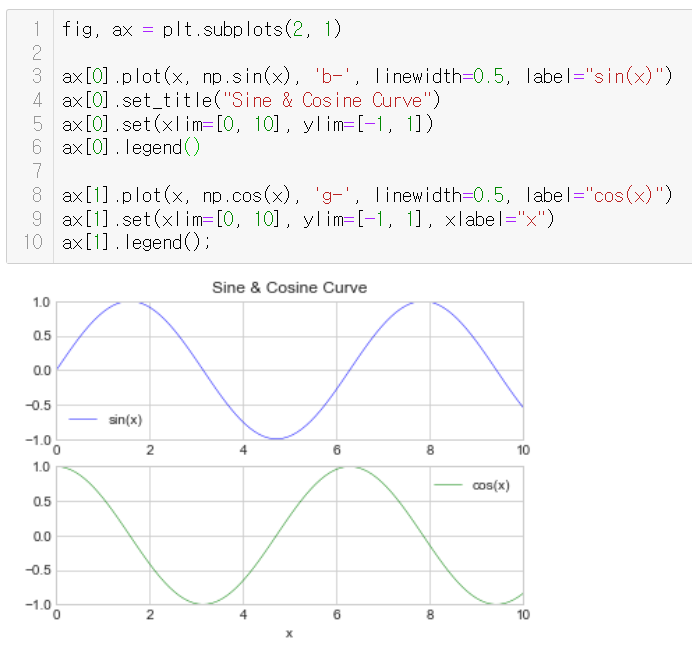 1 fig, ax = plt.subplots(2, 1)
2
3 ax[0].plot(x, np.sin(x), 'b-', linewidth=0.5, label="sin(x)")
4 ax[0].set_title("Sine & Cosine Curve")
5 ax[0].set(xlim=[0, 10], ylim=[-1, 1])
6 ax[0].legend()
7
8 ax[1].plot(x, np.cos(x), 'g-', linewidth=0.5, label="cos(x)")
9 ax[1].set(xlim=[0, 10], ylim=[-1, 1], xlabel="x")
10 ax[1].legend();
Sine & Cosine Curve
1.0
0.5
0.0
−0.5
sin(x)
−1.0
0 2 4 6 8 10
1.0
cos(x)
0.5
0.0
−0.5
−1.0
0 2 4 6 8 10
x